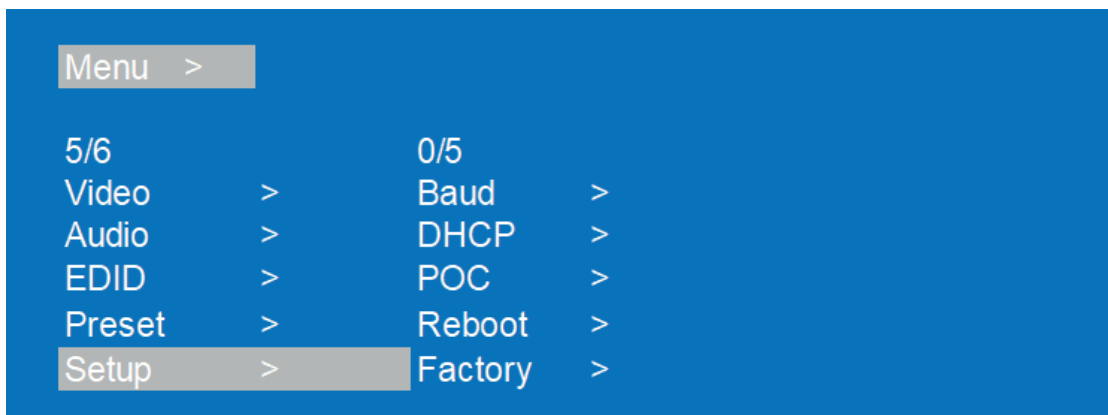 Menu >
5/6 0/5
Video > Baud >
Audio > DHCP >
EDID > POC >
Preset > Reboot >
Setup > Factory >